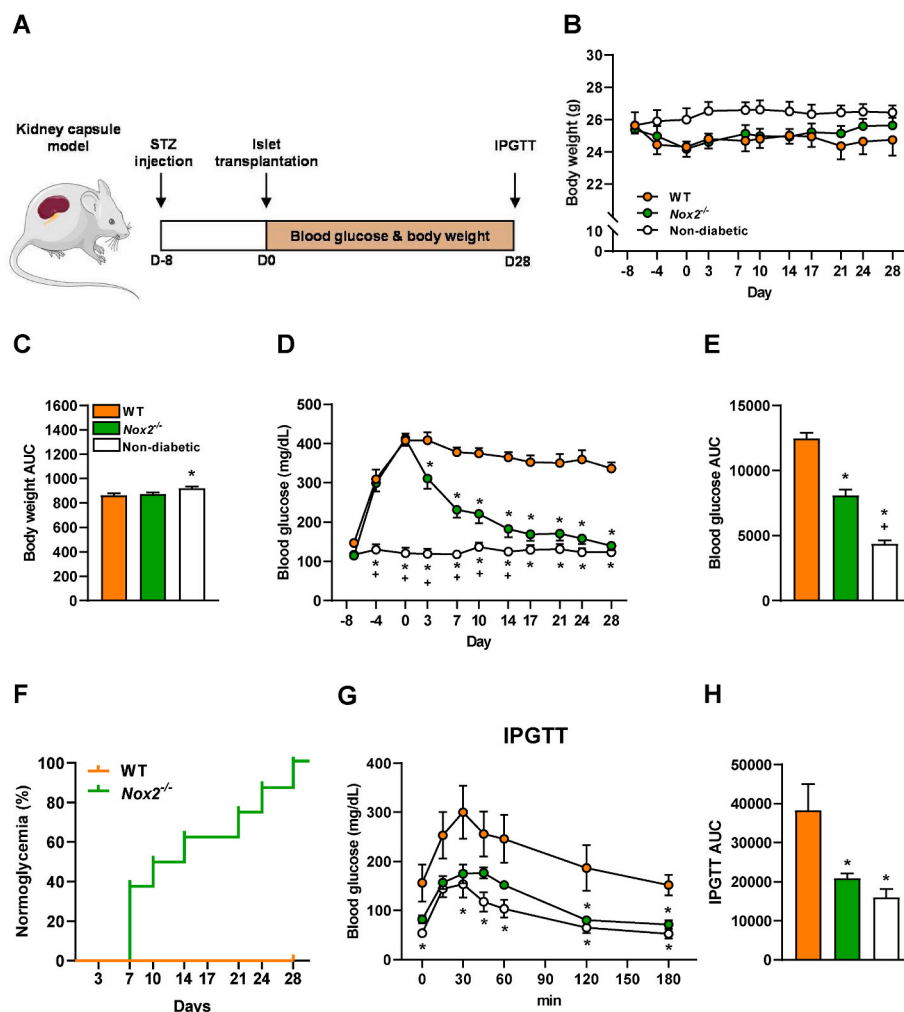 A
Kidney capsule
model
STZ
injection
Islet
transplantation
IPGTT
Blood glucose & body weight
D-8
D0
D28
B
Body weight (g)
30
28
26
24
22
10
0
WT
Nox2-/-
Non-diabetic
-8 -4 0 3 7 10 14 17 21 24 28
Day
C
Body weight AUC
1600
1400
1200
1000
800
600
400
200
0
WT
Nox2-/-
Non-diabetic
*
D
Blood glucose (mg/dL)
500
400
300
200
100
0
* * * * * * * * *
* * * * * * * * * *
+ + + + + +
-8 -4 0 3 7 10 14 17 21 24 28
Day
E
Blood glucose AUC
15000
10000
5000
0
*
*
+
F
Normoglycemia (%)
100
80
60
40
20
0
WT
Nox2-/-
3 7 10 14 17 21 24 28
Days
G
IPGTT
Blood glucose (mg/dL)
400
300
200
100
0
* *
* * * * * *
0 30 60 90 120 150 180
min
H
IPGTT AUC
50000
40000
30000
20000
10000
0
*
*